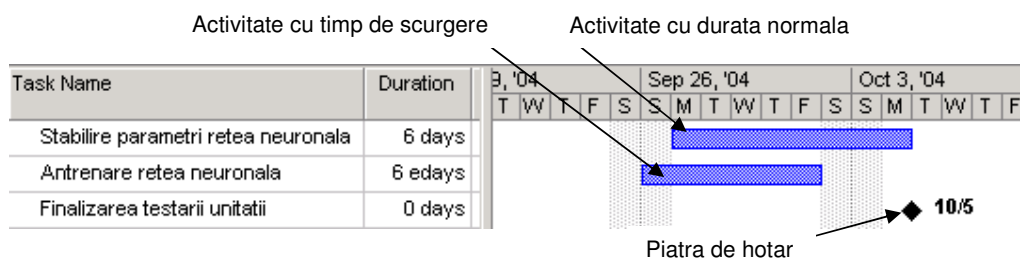 Activitate cu timp de scurgere Activitate cu durata normala
Task Name Duration 9, '04 Sep 26, '04 Oct 3, '04
T W T F S S M T W T F S S M T W T F
Stabilire parametri retea neuronala 6 days
Antrenare retea neuronala 6 edays
Finalizarea testarii unitatii 0 days 10/5
Piatra de hotar